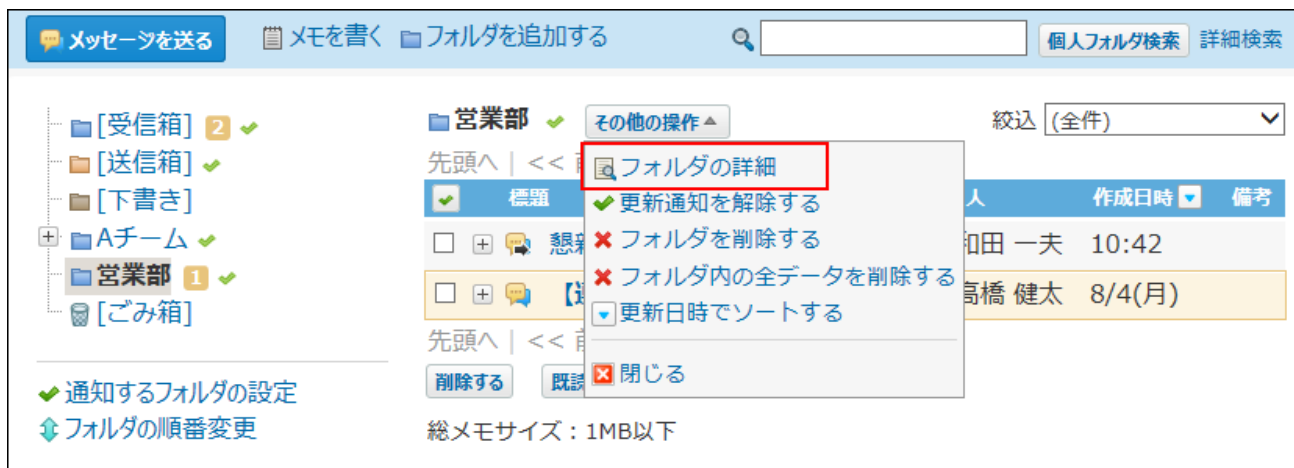 メッセージを送る メモを書く フォルダを追加する 個人フォルダ検索 詳細検索
[受信箱] 2
[送信箱]
[下書き]
Aチーム
営業部 1
[ごみ箱]
通知するフォルダの設定
フォルダの順番変更
営業部 その他の操作 絞込 (全件)
先頭へ | <<
フォルダの詳細
更新通知を解除する
フォルダを削除する
フォルダ内の全データを削除する
更新日時でソートする
閉じる
標題 人 作成日時 備考
和田 一夫 10:42
高橋 健太 8/4(月)
先頭へ | <<
削除する
総メモサイズ：1MB以下